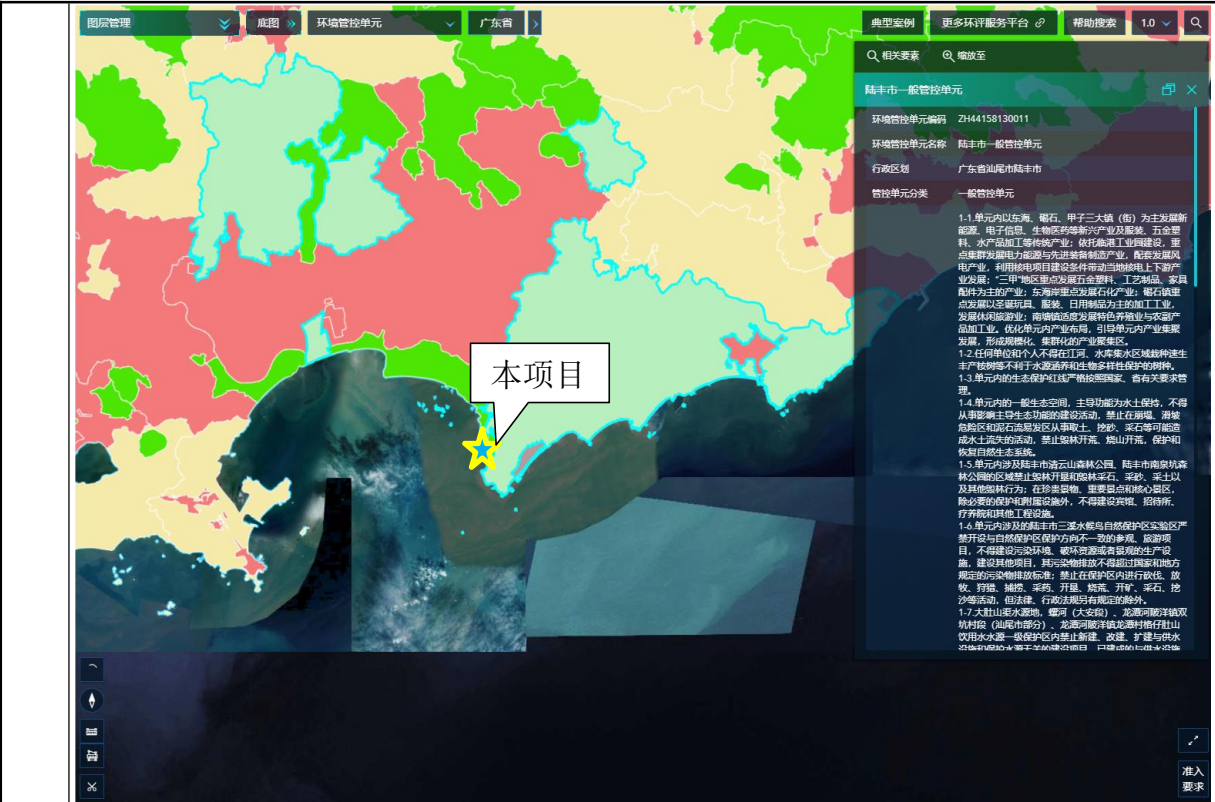 图层管理
底图
环境管控单元
广东省
典型案例
更多环评服务平台
帮助搜索
1.0
相关要素
缩放至
陆丰市一般管控单元
环境管控单元编码 ZH44158130011
环境管控单元名称 陆丰市一般管控单元
行政区划 广东省汕尾市陆丰市
管控单元分类 一般管控单元
1-1.单元内以东海、碣石、甲子三大镇（街）为主发展新
能源、电子信息、生物医药等新兴产业及服装、五金塑
料、水产品加工等传统产业；依托临港工业园建设，重
点集群发展电力能源与先进装备制造产业，配套发展风
电产业，利用核电项目建设条件带动当地核电上下游产
业发展；“三甲”地区重点发展五金塑料、工艺制品、家具
配件为主的产业；东海岸重点发展石化产业；碣石镇重
点发展以圣诞玩具、服装、日用制品为主的加工工业，
发展休闲旅游业；南塘镇适度发展特色养殖业与农副产
品加工业。优化单元内产业布局，引导单元内产业集聚
发展，形成规模化、集群化的产业聚集区。
1-2.任何单位和个人不得在江河、水库集水区域栽种速生
丰产桉树等不利于水源涵养和生物多样性保护的树种。
1-3.单元内的生态保护红线严格按照国家、省有关要求管
理。
1-4.单元内的一般生态空间，主导功能为水土保持，不得
从事影响主导生态功能的建设活动，禁止在崩塌、滑坡
危险区和泥石流易发区从事取土、挖砂、采石等可能造
成水土流失的活动，禁止毁林开荒、烧山开荒，保护和
恢复自然生态系统。
1-5.单元内涉及陆丰市清云山森林公园、陆丰市南泉坑森
林公园的区域禁止毁林开垦和毁林采石、采砂、采土以
及其他毁林行为；在珍贵景物、重要景点和核心景区，
除必要的保护和附属设施外，不得建设宾馆、招待所、
疗养院和其他工程设施。
1-6.单元内涉及的陆丰市三溪水候鸟自然保护区实验区严
禁开设与自然保护区保护方向不一致的参观、旅游项
目，不得建设污染环境、破坏资源或者景观的生产设
施，建设其他项目，其污染物排放不得超过国家和地方
规定的污染物排放标准；禁止在保护区内进行砍伐、放
牧、狩猎、捕捞、采药、开垦、烧荒、开矿、采石、挖
沙等活动，但法律、行政法规另有规定的除外。
1-7.大肚山渠水源地、螺河（大安段）、龙潭河陂洋镇双
坑村段（汕尾市部分）、龙潭河陂洋镇龙潭村格仔肚山
饮用水水源一级保护区内禁止新建、改建、扩建与供水
设施和保护水源无关的建设项目，已建成的与供水设施
本项目
准入
要求